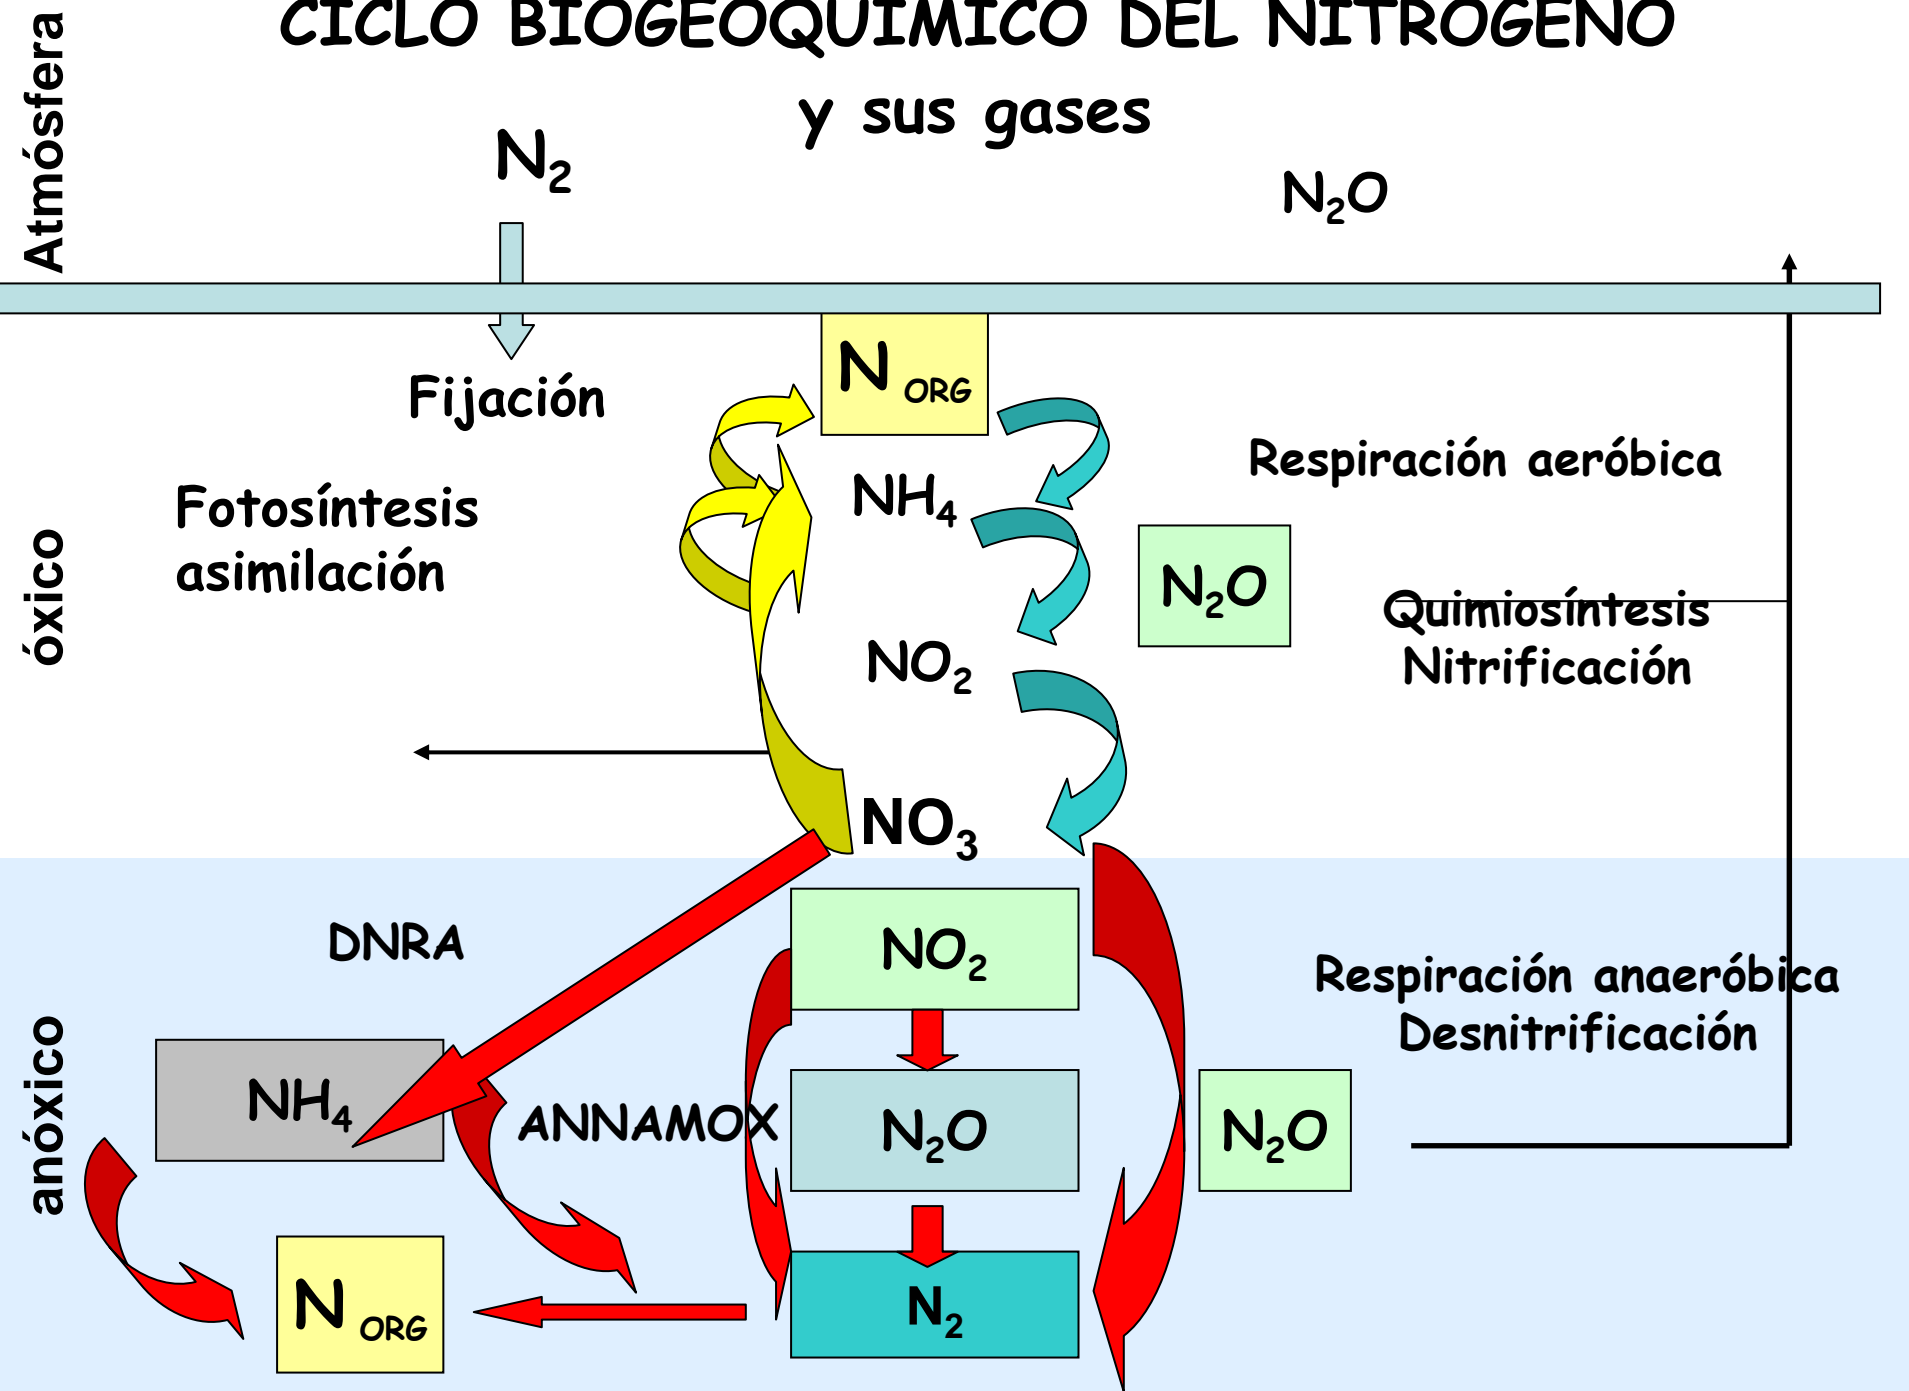 CICLO BIOGEOQUIMICO DEL NITROGENO
y sus gases
Atmósfera
N2
N2O
N ORG
Fijación
Respiración aeróbica
NH4
Fotosíntesis
asimilación
óxico
N2O
Quimiosíntesis
Nitrificación
NO2
NO3
DNRA
NO2
Respiración anaeróbica
Desnitrificación
anóxico
NH4
ANNAMOX
N2O
N2O
N ORG
N2